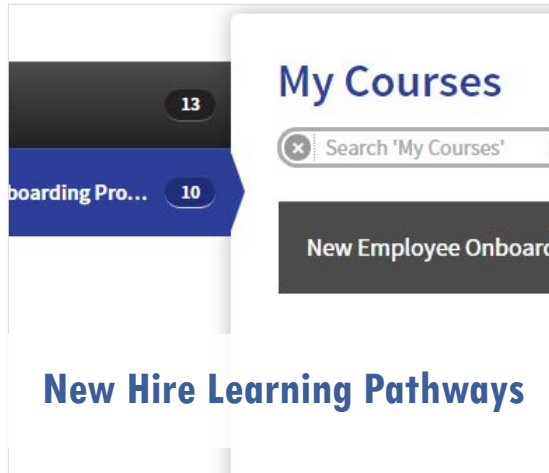 13
boarding Pro... 10
My Courses
Search 'My Courses'
New Employee Onboard
New Hire Learning Pathways